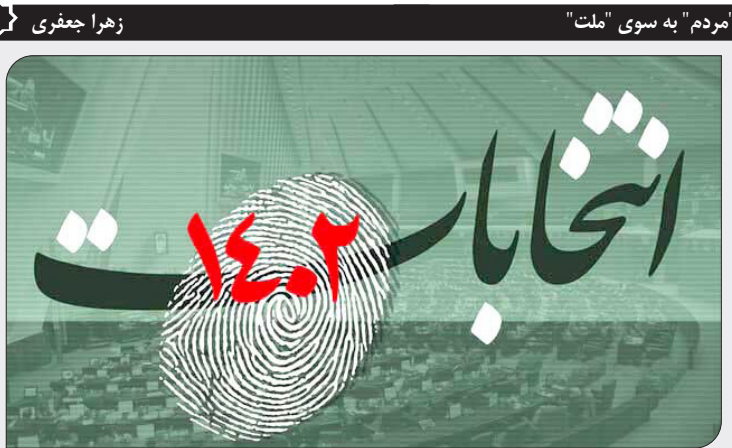 "مردم" به سوی "ملت"
زهرا جعفری
انتخابات
۱۴۰۲